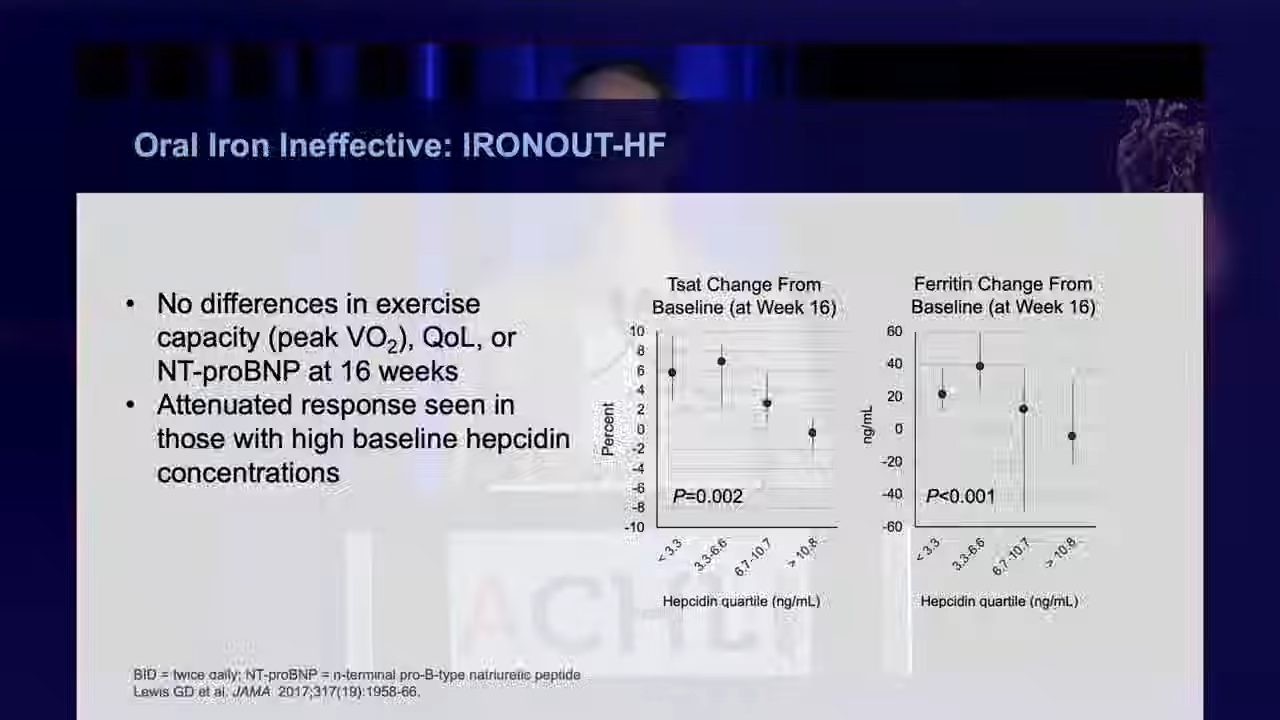 Oral Iron Ineffective: IRONOUT-HF
• No differences in exercise
capacity (peak VO₂), QoL, or
NT-proBNP at 16 weeks
• Attenuated response seen in
those with high baseline hepcidin
concentrations
Tsat Change From
Baseline (at Week 16)
Percent
10
8
6
4
2
0
-2
-4
-6
-8
-10
P=0.002
< 3.3
3.3-6.6
6.7-10.7
> 10.8
Hepcidin quartile (ng/mL)
Ferritin Change From
Baseline (at Week 16)
ng/mL
60
40
20
0
-20
-40
-60
P<0.001
< 3.3
3.3-6.6
6.7-10.7
> 10.8
Hepcidin quartile (ng/mL)
ACHL
BID = twice daily; NT-proBNP = n-terminal pro-B-type natriuretic peptide
Lewis GD et al. JAMA 2017;317(19):1958-66.